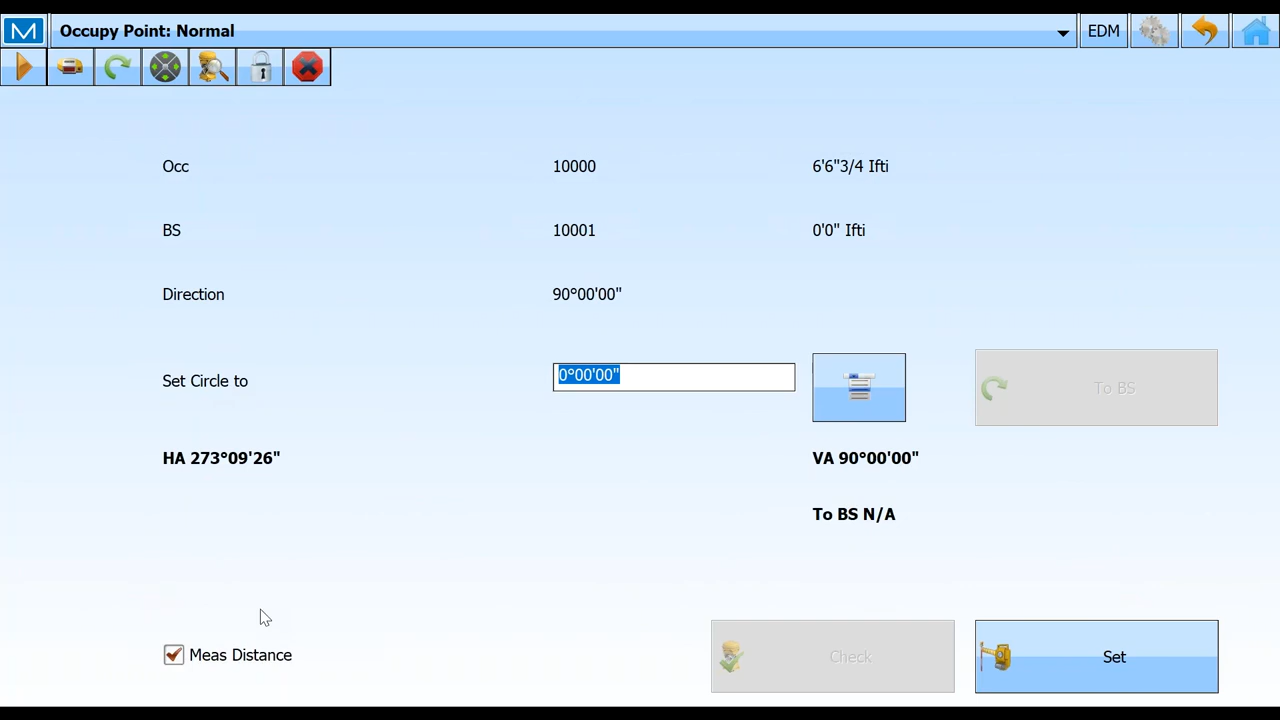 Occupy Point: Normal
EDM
Occ 10000 6'6"3/4 Ifti
BS 10001 0'0" Ifti
Direction 90°00'00"
Set Circle to 0°00'00" To BS
HA 273°09'26" VA 90°00'00"
To BS N/A
Meas Distance Check Set